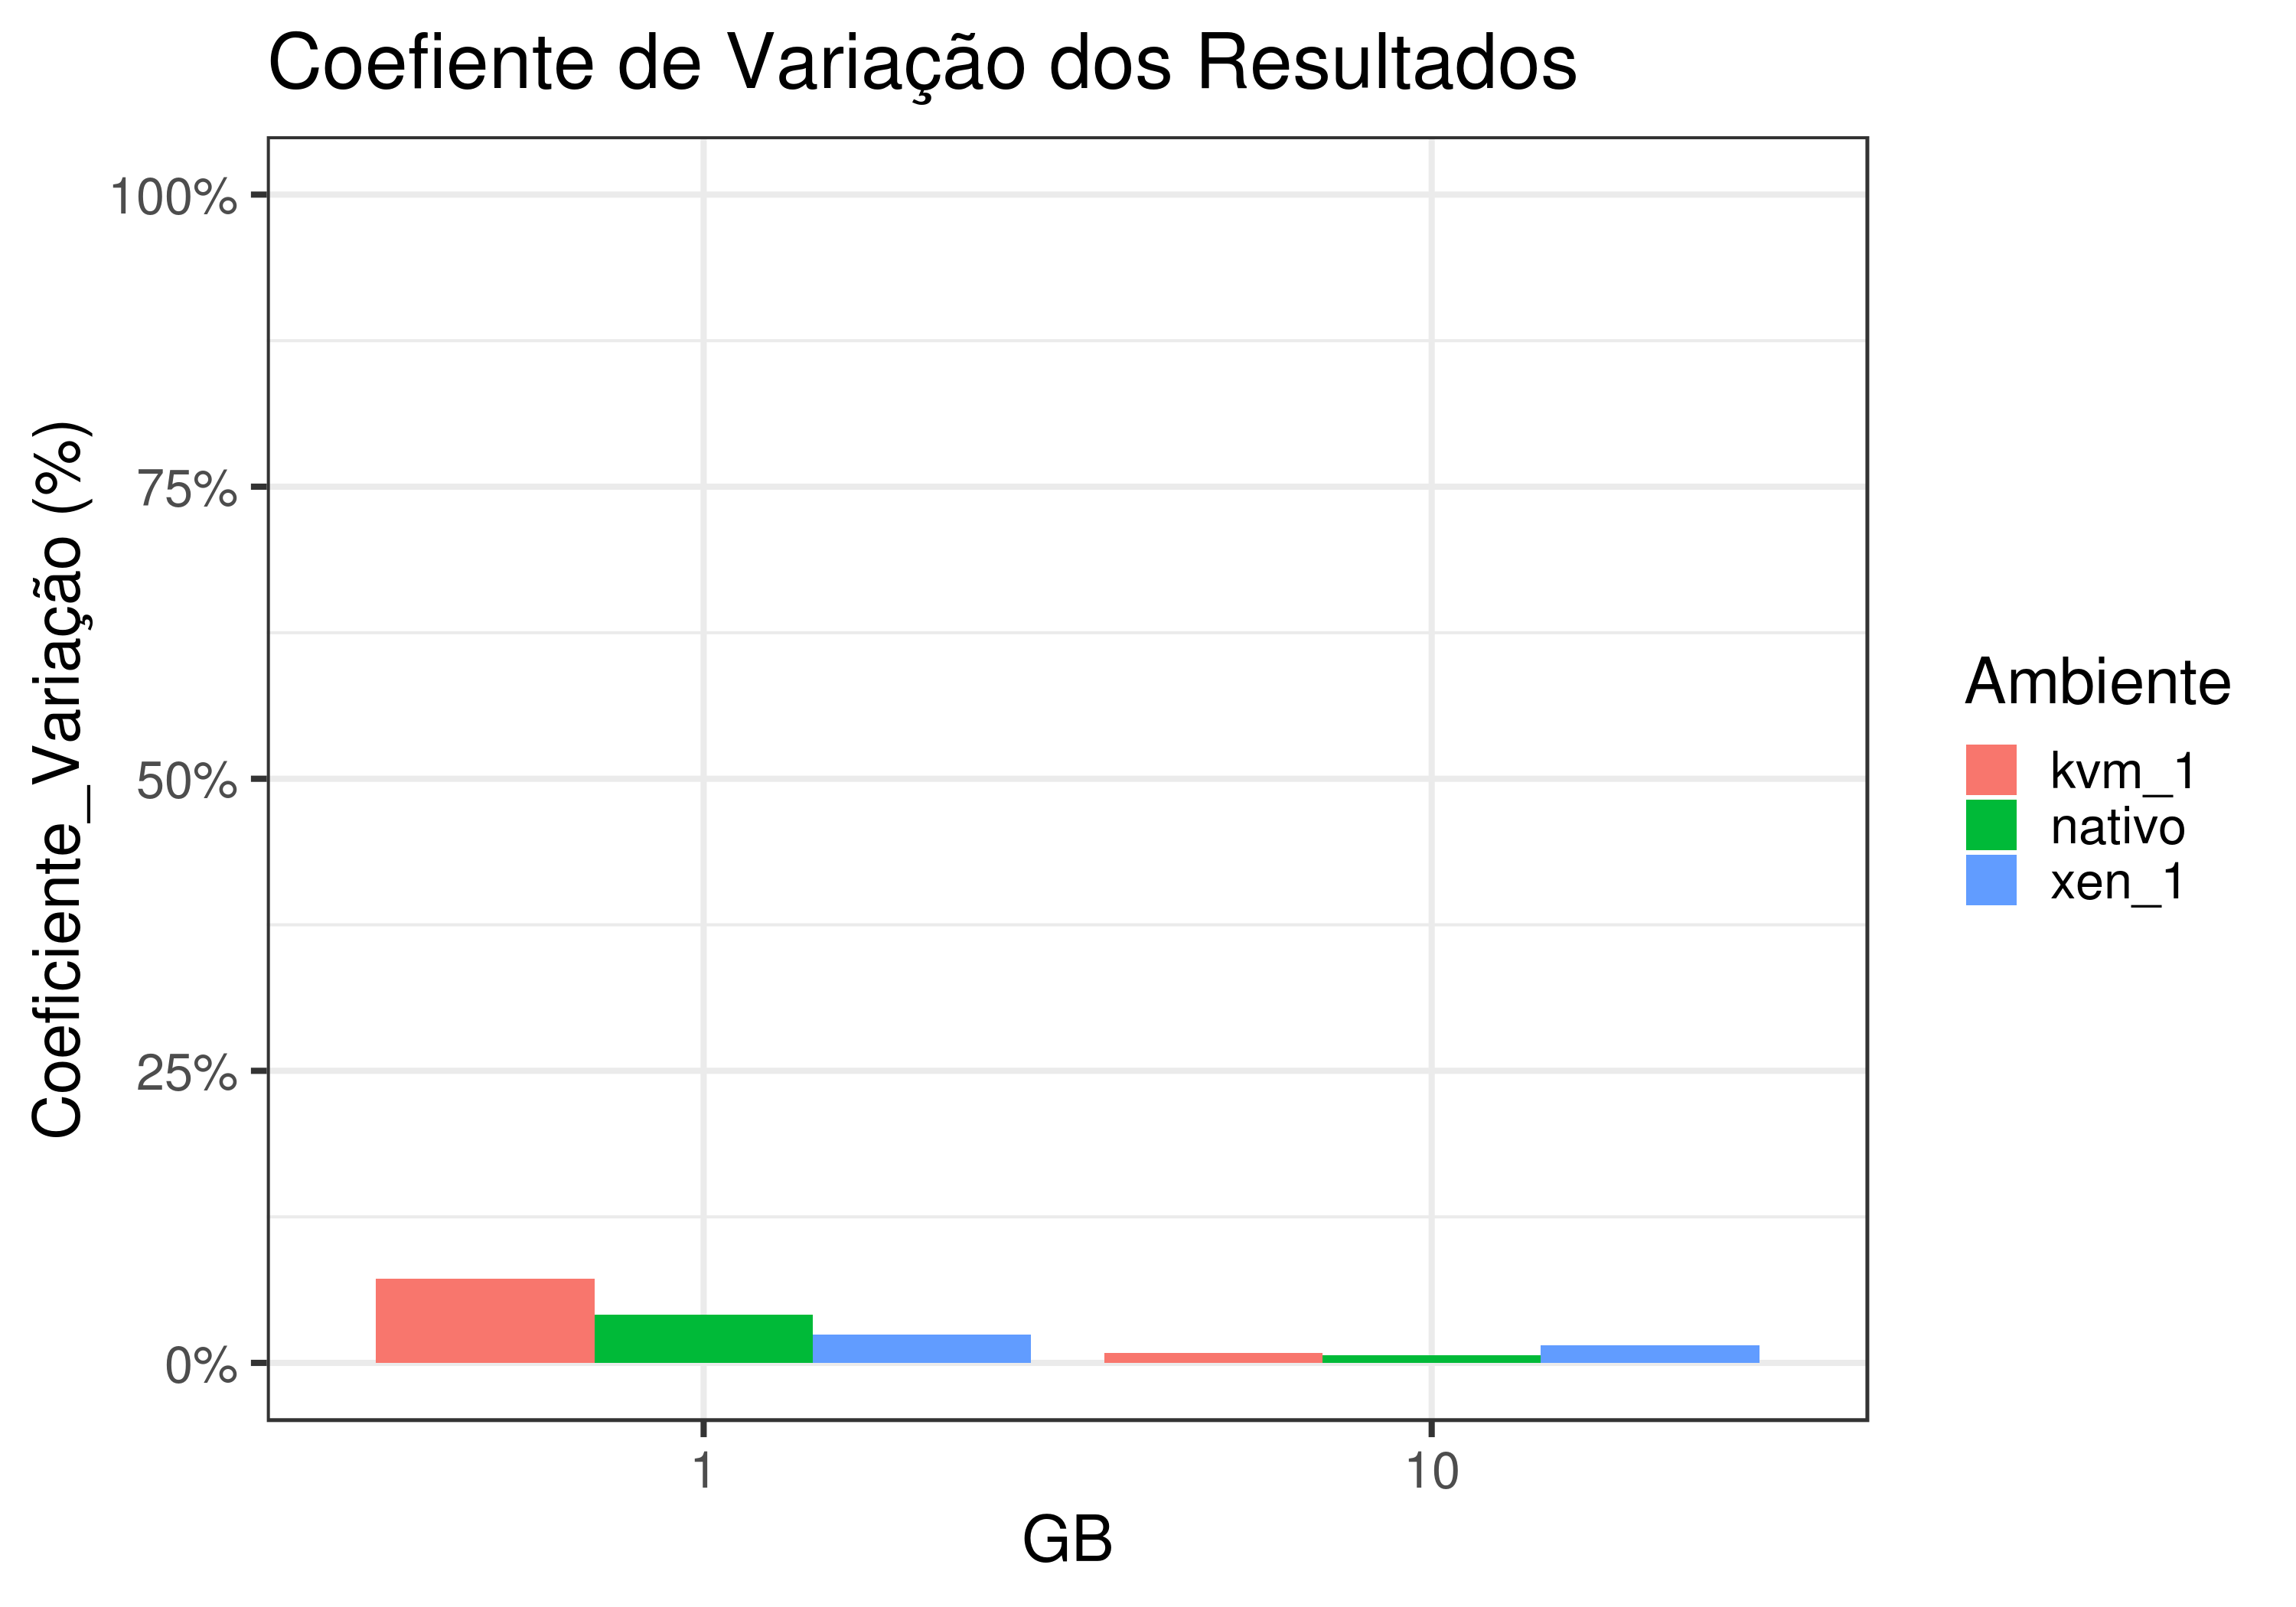 Coefiente de Variação dos Resultados
Coeficiente_Variação (%)
100%
75%
50%
25%
0%
1
10
GB
Ambiente
kvm_1
nativo
xen_1